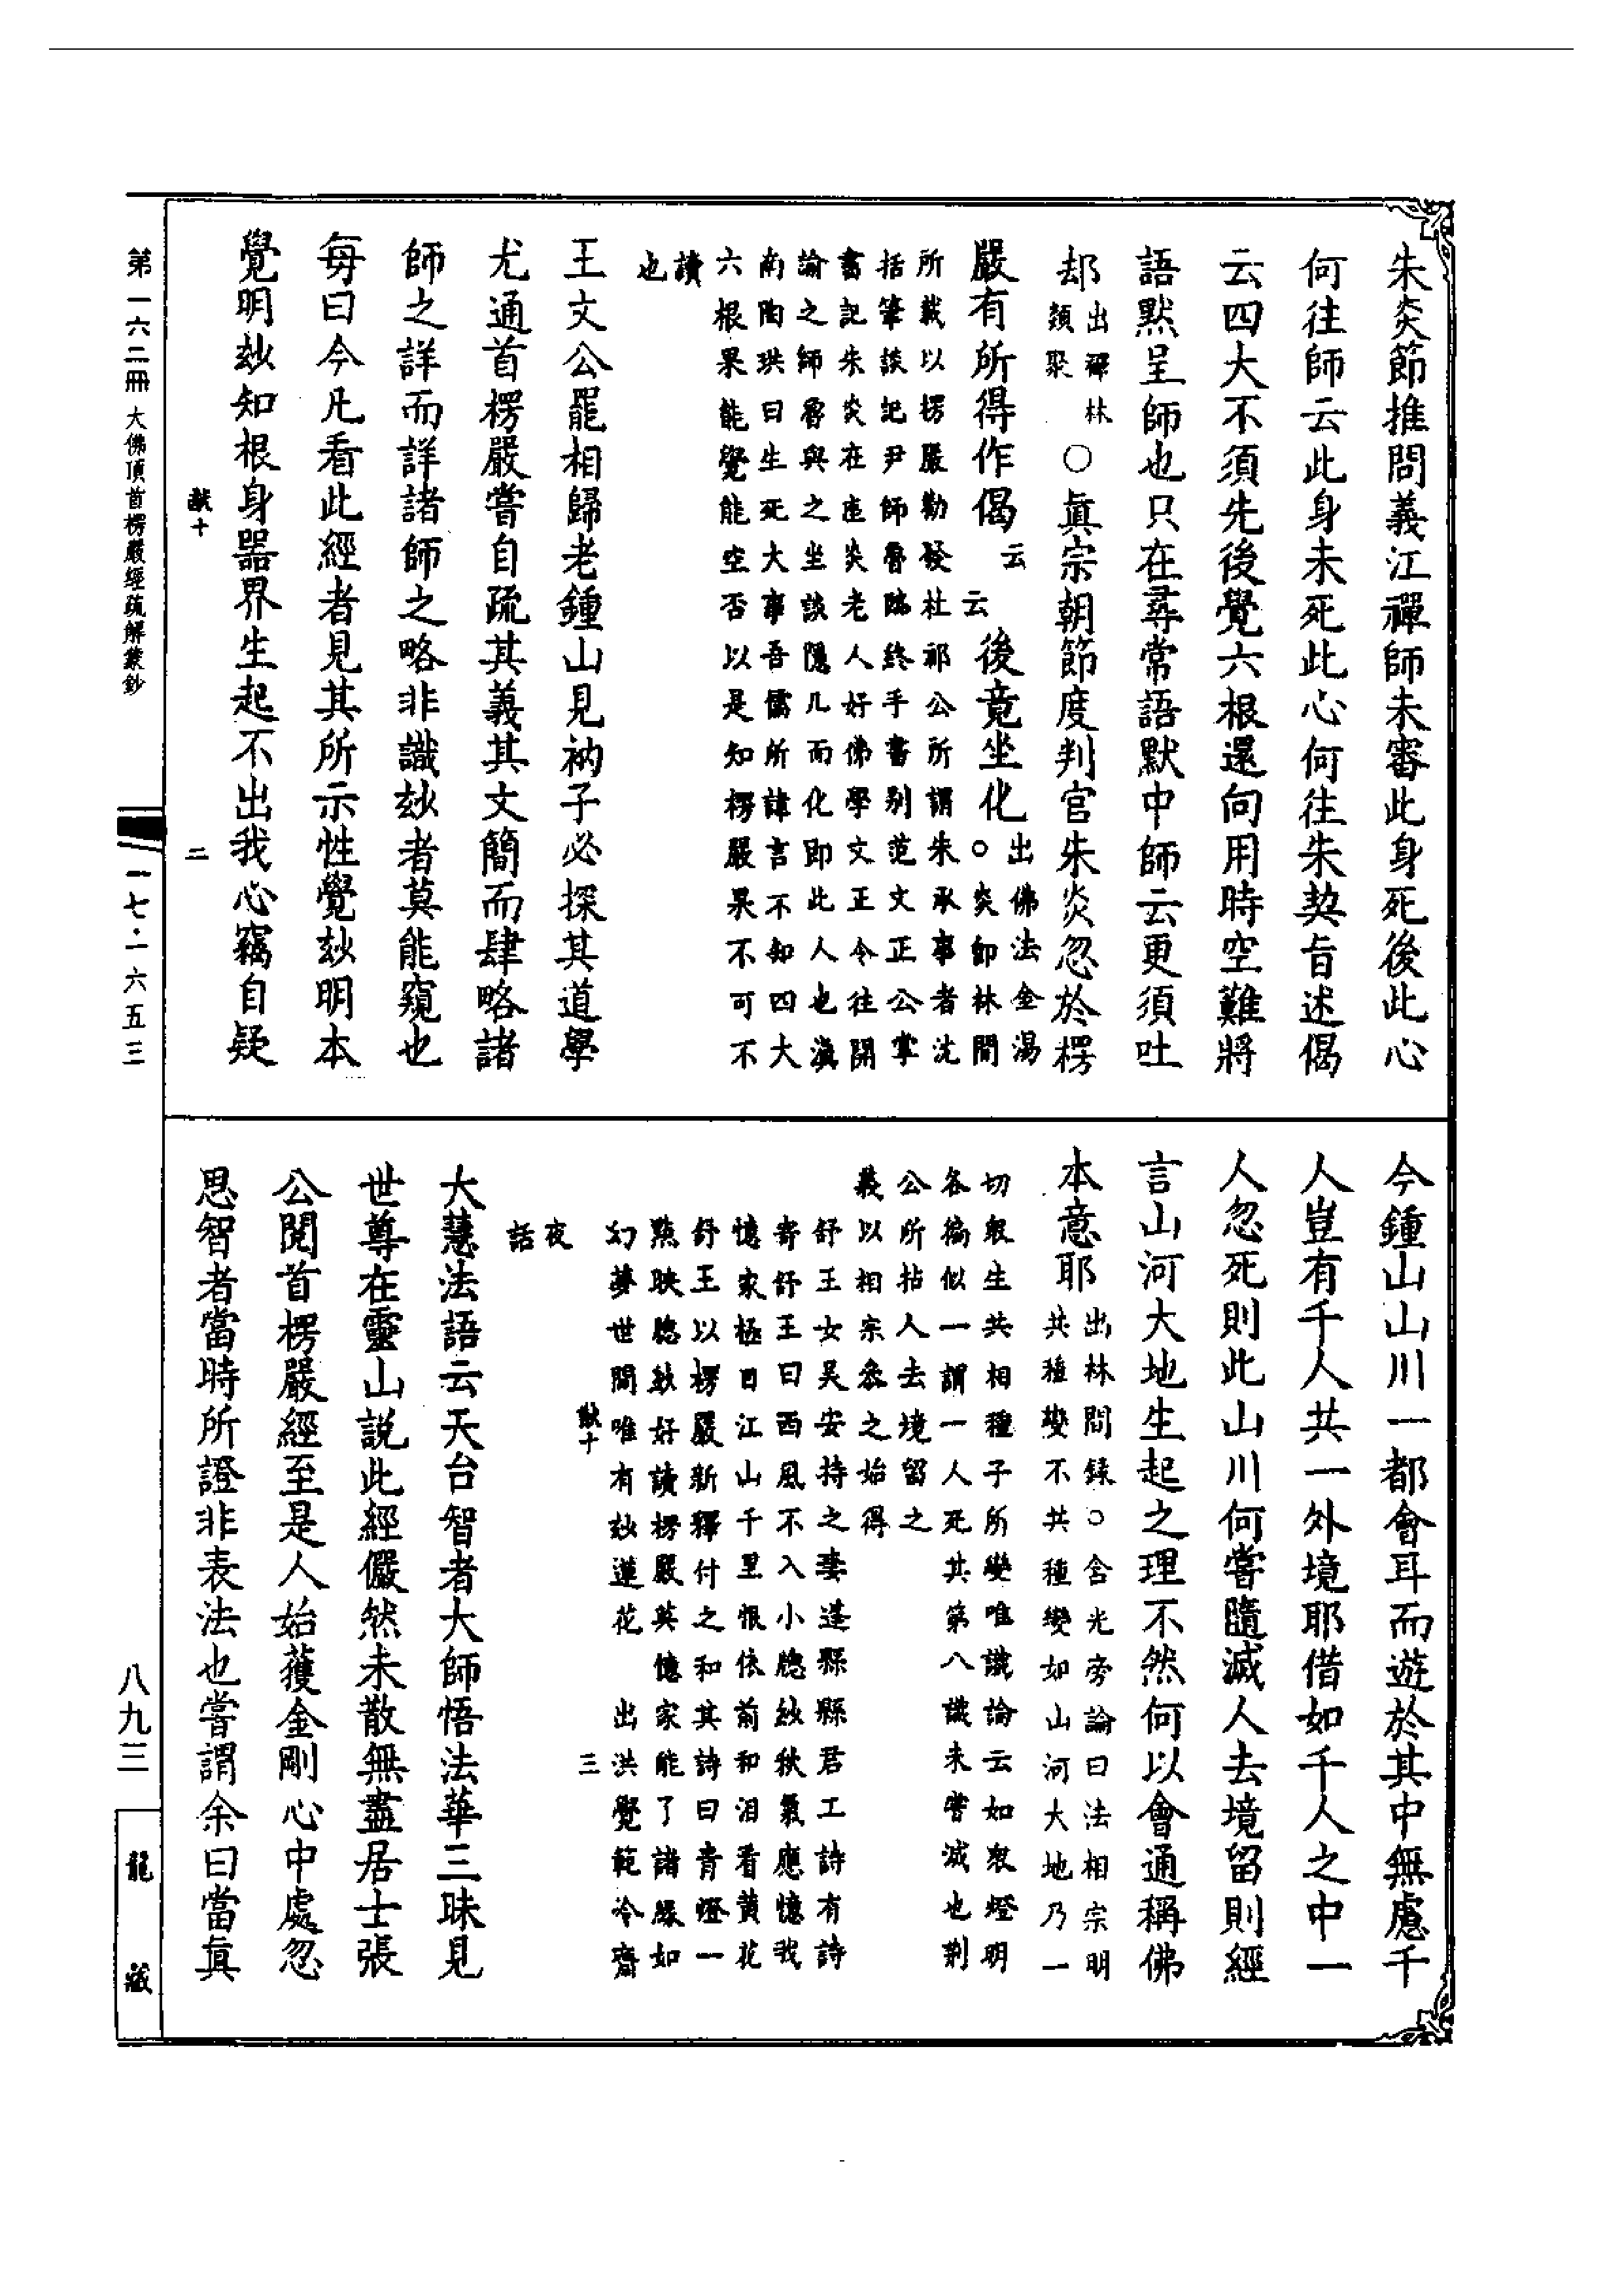 朱炎節推問義江禪師未審此身死後此心
何往師云此身未死此心何往朱契旨述偈
云四大不須先後覺六根還向用時空難將
語默呈師也只在尋常語默中師云更須吐
却出禪林類聚○眞宗朝節度判官朱炎忽於楞
嚴有所得作偈云云後竟坐化出佛法金湯○炎卽林間
所載以楞嚴勸發杜祁公所謂朱承事者沈
括筆談記尹師魯臨終手書别范文正公掌
書記朱炎在座炎老人好佛學文正令往開
諭之師魯與之坐談隱几而化卽此人也滇
南陶珙曰生死大事吾儒所諱言不知四大
六根果能覺能空否以是知楞嚴果不可不
讀
也
王文公罷相歸老鍾山見衲子必探其道學
尤通首楞嚴嘗自疏其義其文簡而肆略諸
師之詳而詳諸師之略非識玅者莫能窺也
每曰今凡看此經者見其所示性覺玅明本
覺明玅知根身器界生起不出我心竊自疑
獻十 二
第一六二冊 大佛頂首楞嚴經疏解蒙鈔
一七·一六五三
今鍾山山川一都會耳而遊於其中無慮千
人豈有千人共一外境耶借如千人之中一
人忽死則此山川何嘗隨滅人去境留則經
言山河大地生起之理不然何以會通稱佛
本意耶出林間錄○含光旁論曰法相宗明共種變不共種變如山河大地乃一
切衆生共相種子所變唯識論云如衆燈明
各徧似一謂一人死其第八識未嘗滅也荆
公所拈人去境留之
義以相宗叅之始得
舒王女吳安持之妻蓬縣縣君工詩有詩
寄舒王曰西風不入小牕紗秋氣應憐我
憶家極目江山千里恨依前和淚看黄花
舒王以楞嚴新釋付之和其詩曰青燈一
點映牕紗好讀楞嚴莫憶家能了諸緣如
幻夢世間唯有玅蓮花 出洪覺範冷齋
夜
話
獻十 三
大慧法語云天台智者大師悟法華三昧見
世尊在靈山説此經儼然未散無盡居士張
公閱首楞嚴經至是人始獲金剛心中處忽
思智者當時所證非表法也嘗謂余曰當眞
八九三
龍藏